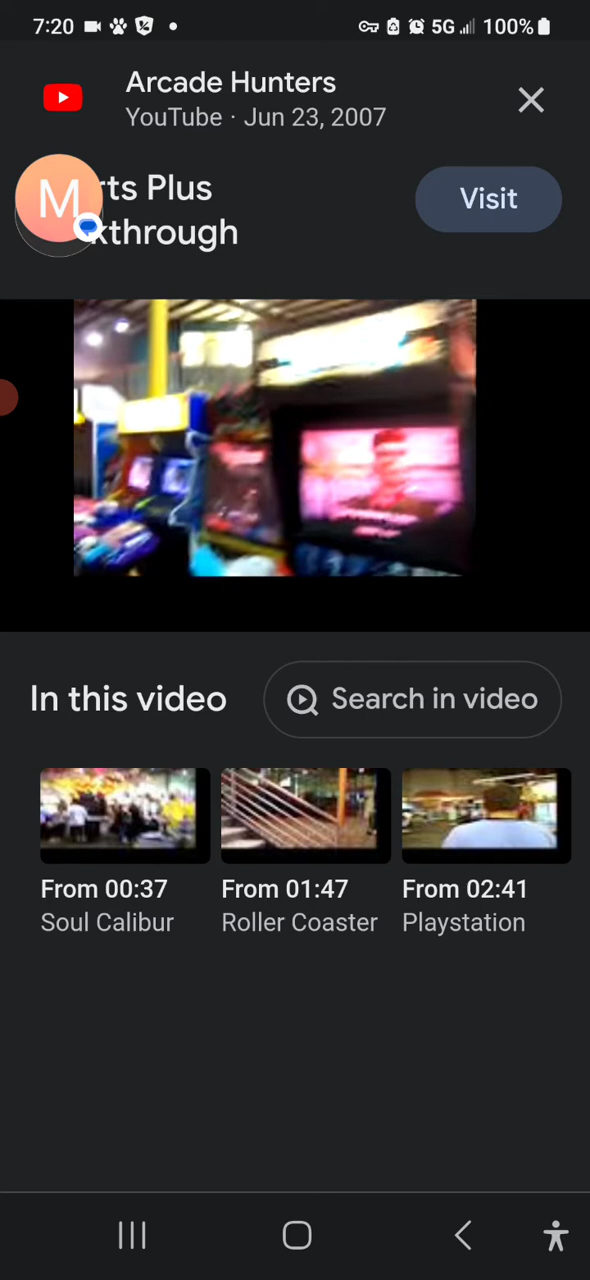 7:20
5G 100%
Arcade Hunters
YouTube · Jun 23, 2007
M
rts Plus
kthrough
Visit
In this video
Search in video
From 00:37
Soul Calibur
From 01:47
Roller Coaster
From 02:41
Playstation